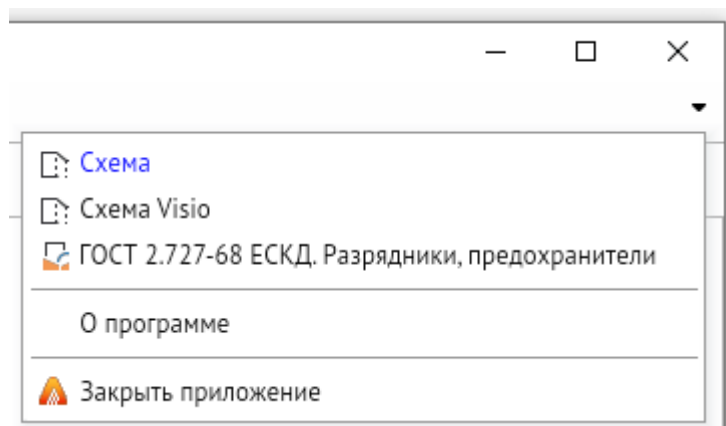 Схема
Схема Visio
ГОСТ 2.727-68 ЕСКД. Разрядники, предохранители
О программе
Закрыть приложение